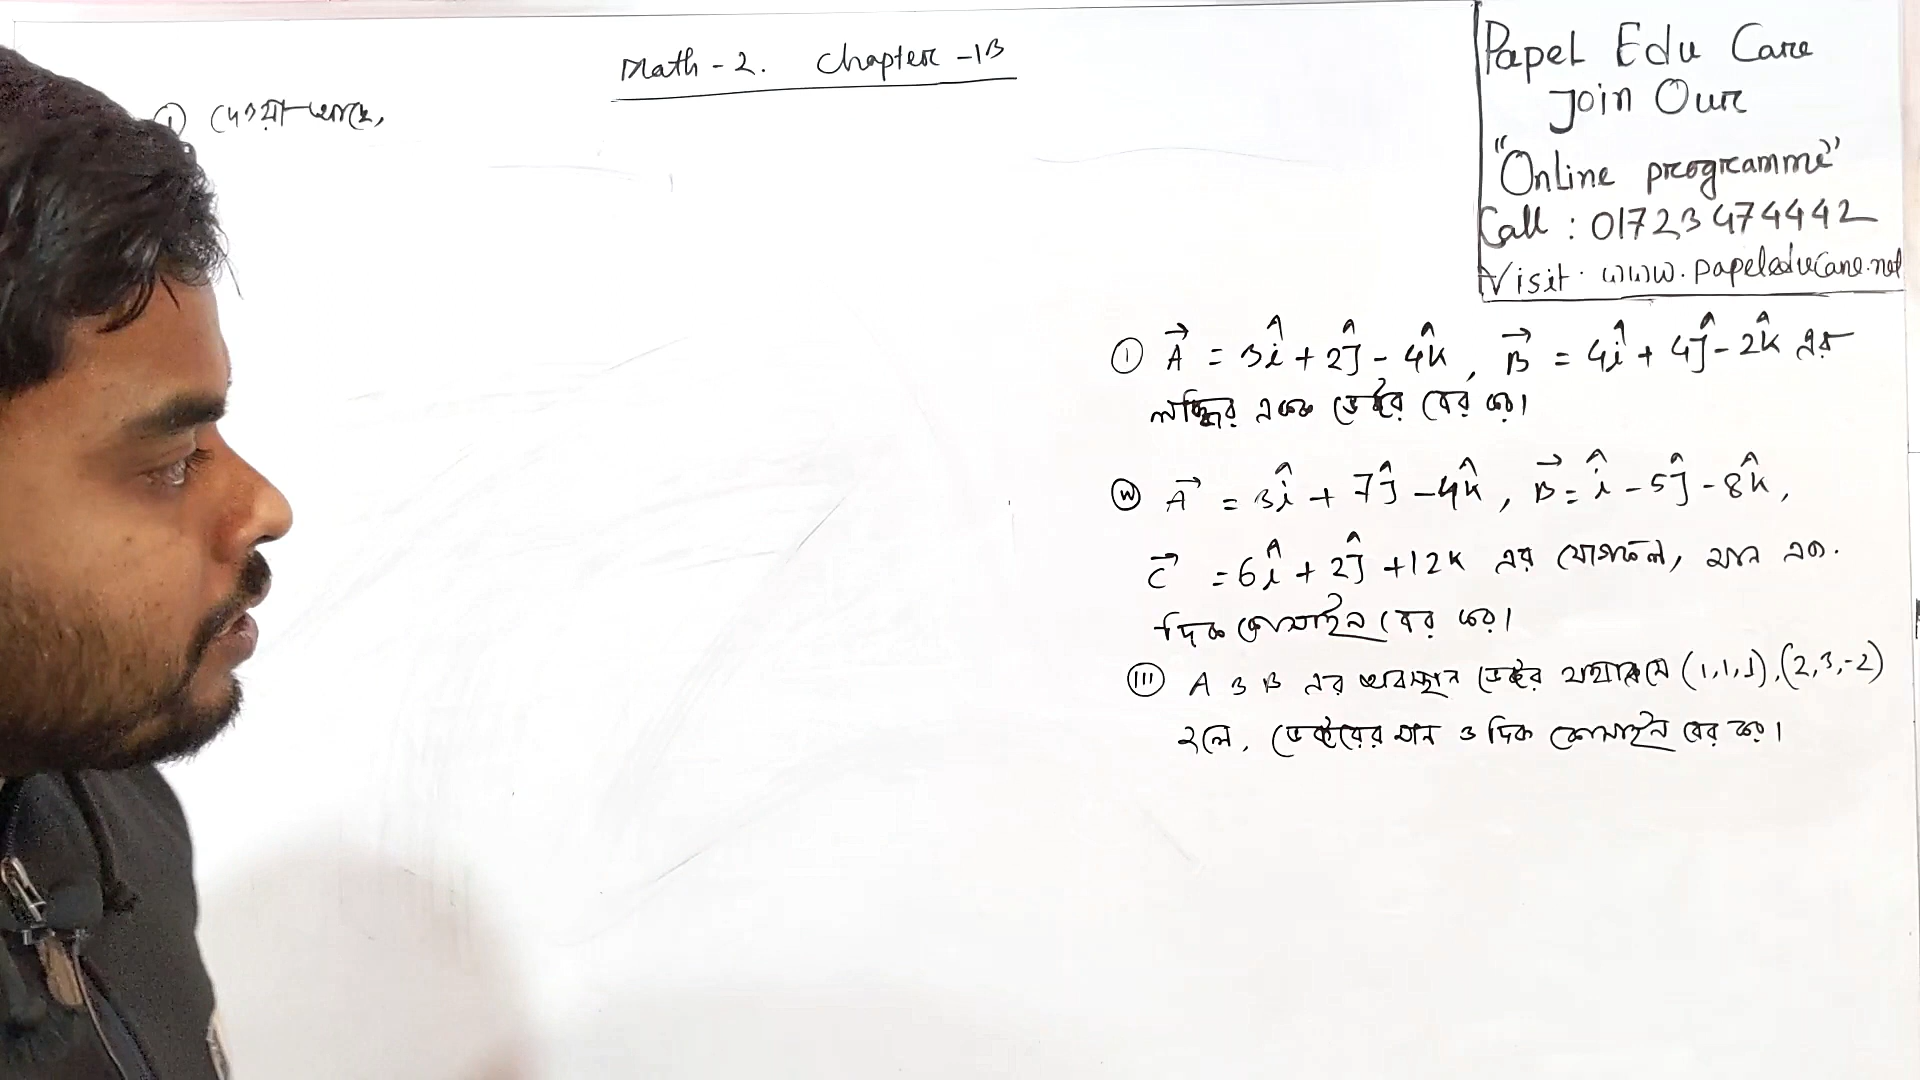 Math - 2. Chapter - 1B
① দেওয়া আছে,
Papel Edu Care
Join Our
"Online programme"
Call : 01723474442
Visit. www.papeleducare.net
① A⃗ = 3î + 2ĵ - 4k̂, B⃗ = 4î + 4ĵ - 2k̂ এর
লব্ধির একক ভেক্টর বের কর।
⑪ A⃗ = 3î + 7ĵ - 4k̂, B⃗ = î - 5ĵ - 8k̂,
C⃗ = 6î + 2ĵ + 12k এর যোগফল, মান এবং
দিক কোসাইন বের কর।
⑪⑪ A ও B এর অবস্থান ভেক্টর যথাক্রমে (1,1,1), (2,3,-2)
হলে, ভেক্টরের মান ও দিক কোসাইন বের কর।